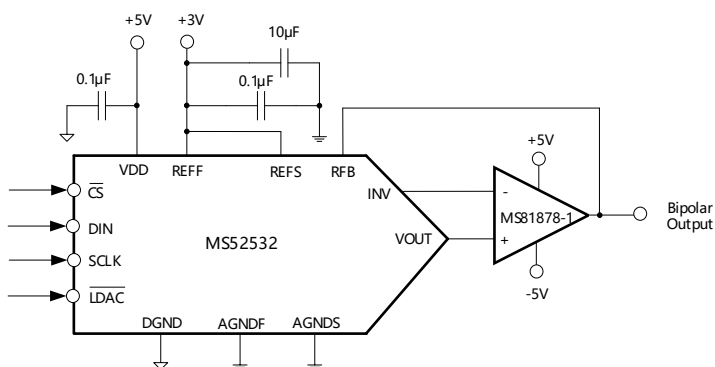 +5V
+3V
10µF
0.1µF
0.1µF
VDD
REFF
REFS
RFB
+5V
INV
CS
DIN
SCLK
LDAC
MS52532
VOUT
-
+
MS81878-1
-5V
Bipolar
Output
DGND
AGNDF
AGNDS